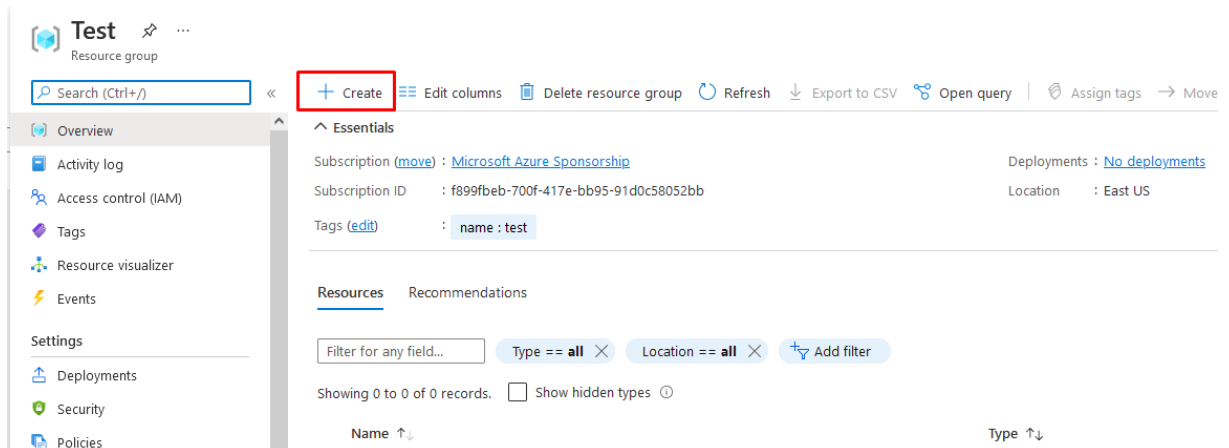 Test ...
Resource group
Search (Ctrl+/)
«
Create Edit columns Delete resource group Refresh Export to CSV Open query Assign tags Move
Overview
Activity log
Access control (IAM)
Tags
Resource visualizer
Events
Settings
Deployments
Security
Policies
Essentials
Subscription (move) : Microsoft Azure Sponsorship
Deployments : No deployments
Subscription ID : f899fbeb-700f-417e-bb95-91d0c58052bb
Location : East US
Tags (edit) : name : test
Resources Recommendations
Filter for any field... Type == all Location == all Add filter
Showing 0 to 0 of 0 records. Show hidden types
Name ↑↓ Type ↑↓